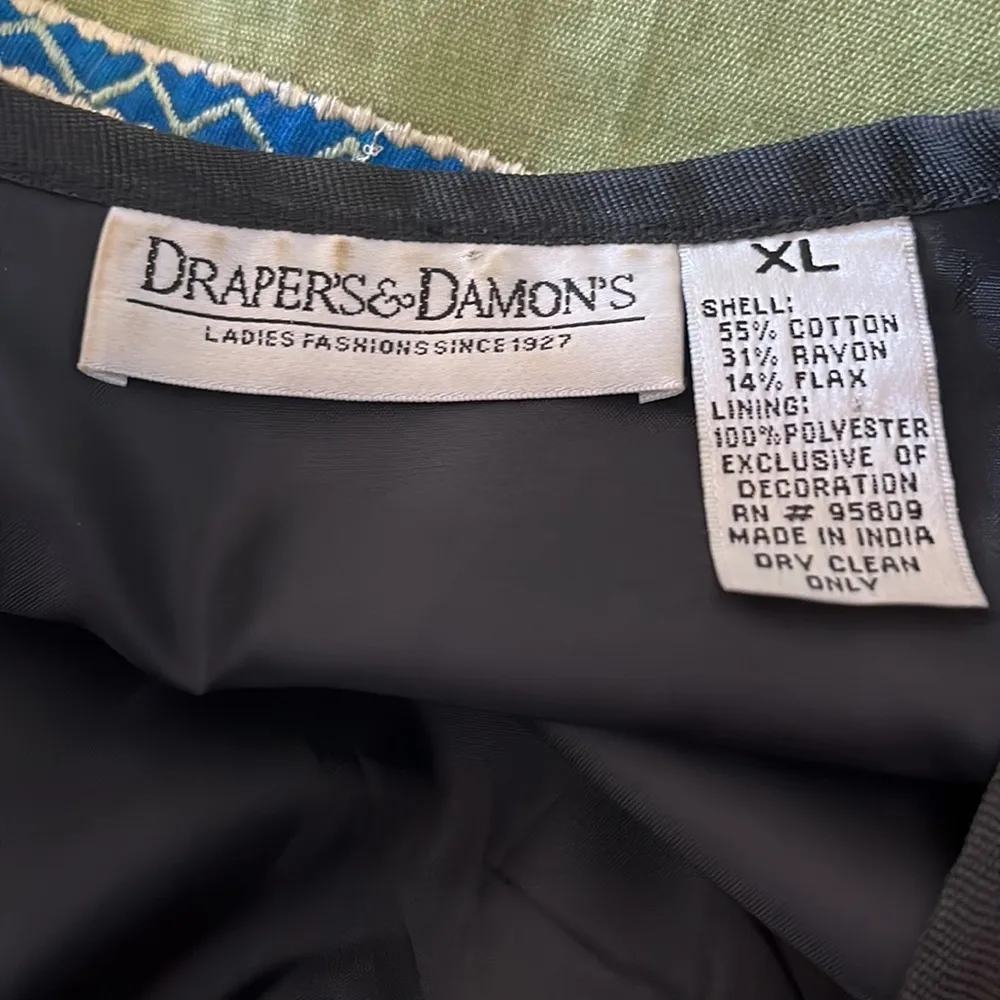 DRAPER'S & DAMON'S
LADIES FASHIONS SINCE 1927
XL
SHELL:
55% COTTON
31% RAYON
14% FLAX
LINING:
100% POLYESTER
EXCLUSIVE OF
DECORATION
RN # 95809
MADE IN INDIA
DRY CLEAN
ONLY